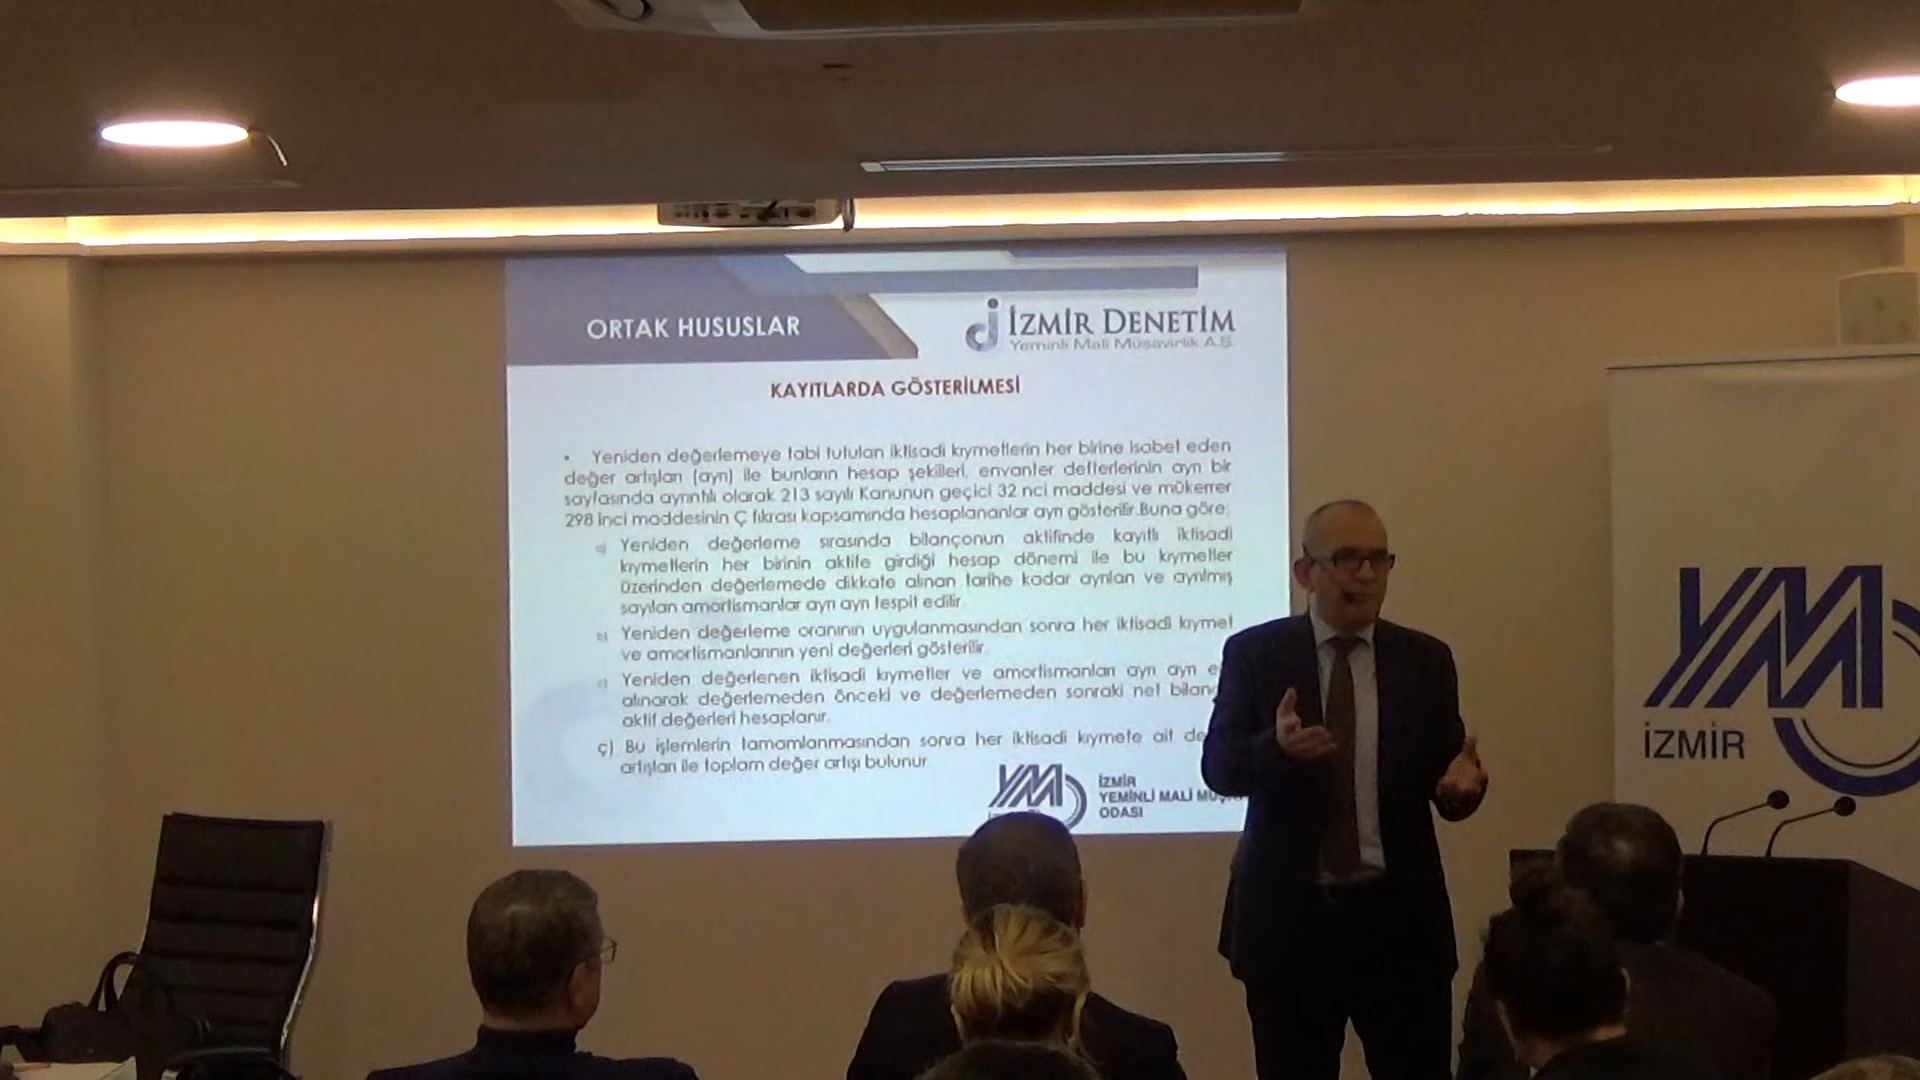 ORTAK HUSUSLAR
İZMİR DENETİM
Yeminli Mali Müşavirlik A.Ş.
KAYITLARDA GÖSTERİLMESİ
• Yeniden değerlemeye tabi tutulan iktisadi kıymetlerin her birine isabet eden
değer artışları (ayrı) ile bunların hesap şekilleri, envanter defterlerinin ayrı bir
sayfasında ayrıntılı olarak 213 sayılı Kanunun geçici 32 nci maddesi ve mükerrer
298 inci maddesinin Ç fıkrası kapsamında hesaplananlar ayrı gösterilir.Buna göre;
a) Yeniden değerleme sırasında bilançonun aktifinde kayıtlı iktisadi
kıymetlerin her birinin aktife girdiği hesap dönemi ile bu kıymetler
üzerinden değerlemede dikkate alınan tarihe kadar ayrılan ve ayrılmış
sayılan amortismanlar ayrı ayrı tespit edilir.
b) Yeniden değerleme oranının uygulanmasından sonra her iktisadi kıymet
ve amortismanlarının yeni değerleri gösterilir.
c) Yeniden değerlenen iktisadi kıymetler ve amortismanları ayrı ayrı e
alınarak değerlemeden önceki ve değerlemeden sonraki net bilan
aktif değerleri hesaplanır.
ç) Bu işlemlerin tamamlanmasından sonra her iktisadi kıymete ait de
artışları ile toplam değer artışı bulunur.
YMM
İZMİR
YEMİNLİ MALİ MÜŞ
ODASI
YMM
İZMİR